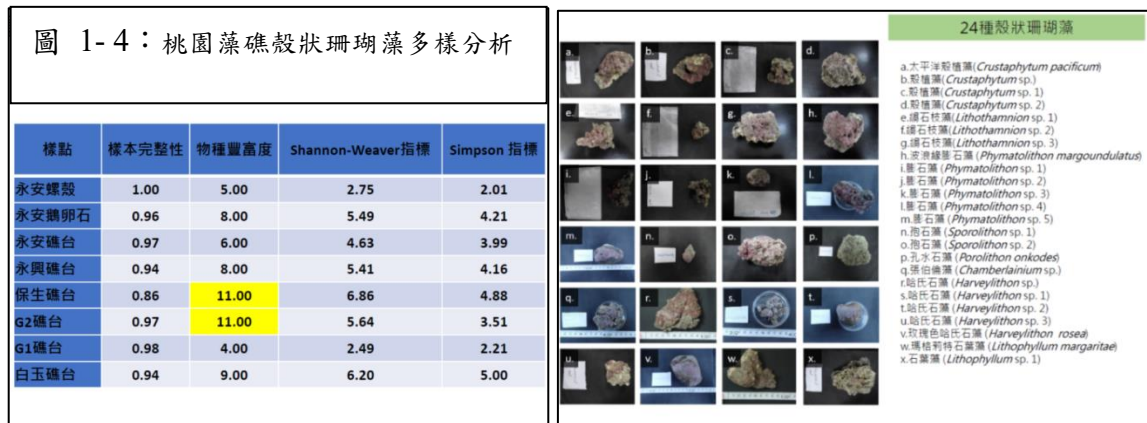 圖 1-4：桃園藻礁殼狀珊瑚藻多樣分析
樣點 樣本完整性 物種豐富度 Shannon-Weaver指標 Simpson 指標
永安螺殼 1.00 5.00 2.75 2.01
永安鵝卵石 0.96 8.00 5.49 4.21
永安礁台 0.97 6.00 4.63 3.99
永興礁台 0.94 8.00 5.41 4.16
保生礁台 0.86 11.00 6.86 4.88
G2礁台 0.97 11.00 5.64 3.51
G1礁台 0.98 4.00 2.49 2.21
白玉礁台 0.94 9.00 6.20 5.00
a. b. c. d.
e. f. g. h.
i. j. k. l.
m. n. o. p.
q. r. s. t.
u. v. w. x.
24種殼狀珊瑚藻
a.太平洋殼植藻(Crustaphytum pacificum)
b.殼植藻(Crustaphytum sp.)
c.殼植藻(Crustaphytum sp. 1)
d.殼植藻(Crustaphytum sp. 2)
e.鑄石枝藻(Lithothamnion sp. 1)
f.鑄石枝藻(Lithothamnion sp. 2)
g.鑄石枝藻(Lithothamnion sp. 3)
h.波浪緣膨石藻(Phymatolithon margoundulatus)
i.膨石藻(Phymatolithon sp. 1)
j.膨石藻(Phymatolithon sp. 2)
k.膨石藻(Phymatolithon sp. 3)
l.膨石藻(Phymatolithon sp. 4)
m.膨石藻(Phymatolithon sp. 5)
n.孢石藻(Sporolithon sp. 1)
o.孢石藻(Sporolithon sp. 2)
p.孔水石藻(Porolithon onkodes)
q.張伯倫藻(Chamberlainium sp.)
r.哈氏石藻(Harveylithon sp.)
s.哈氏石藻(Harveylithon sp. 1)
t.哈氏石藻(Harveylithon sp. 2)
u.哈氏石藻(Harveylithon sp. 3)
v.玫瑰色哈氏石藻(Harveylithon rosea)
w.瑪格莉特石葉藻(Lithophyllum margaritae)
x.石葉藻(Lithophyllum sp. 1)